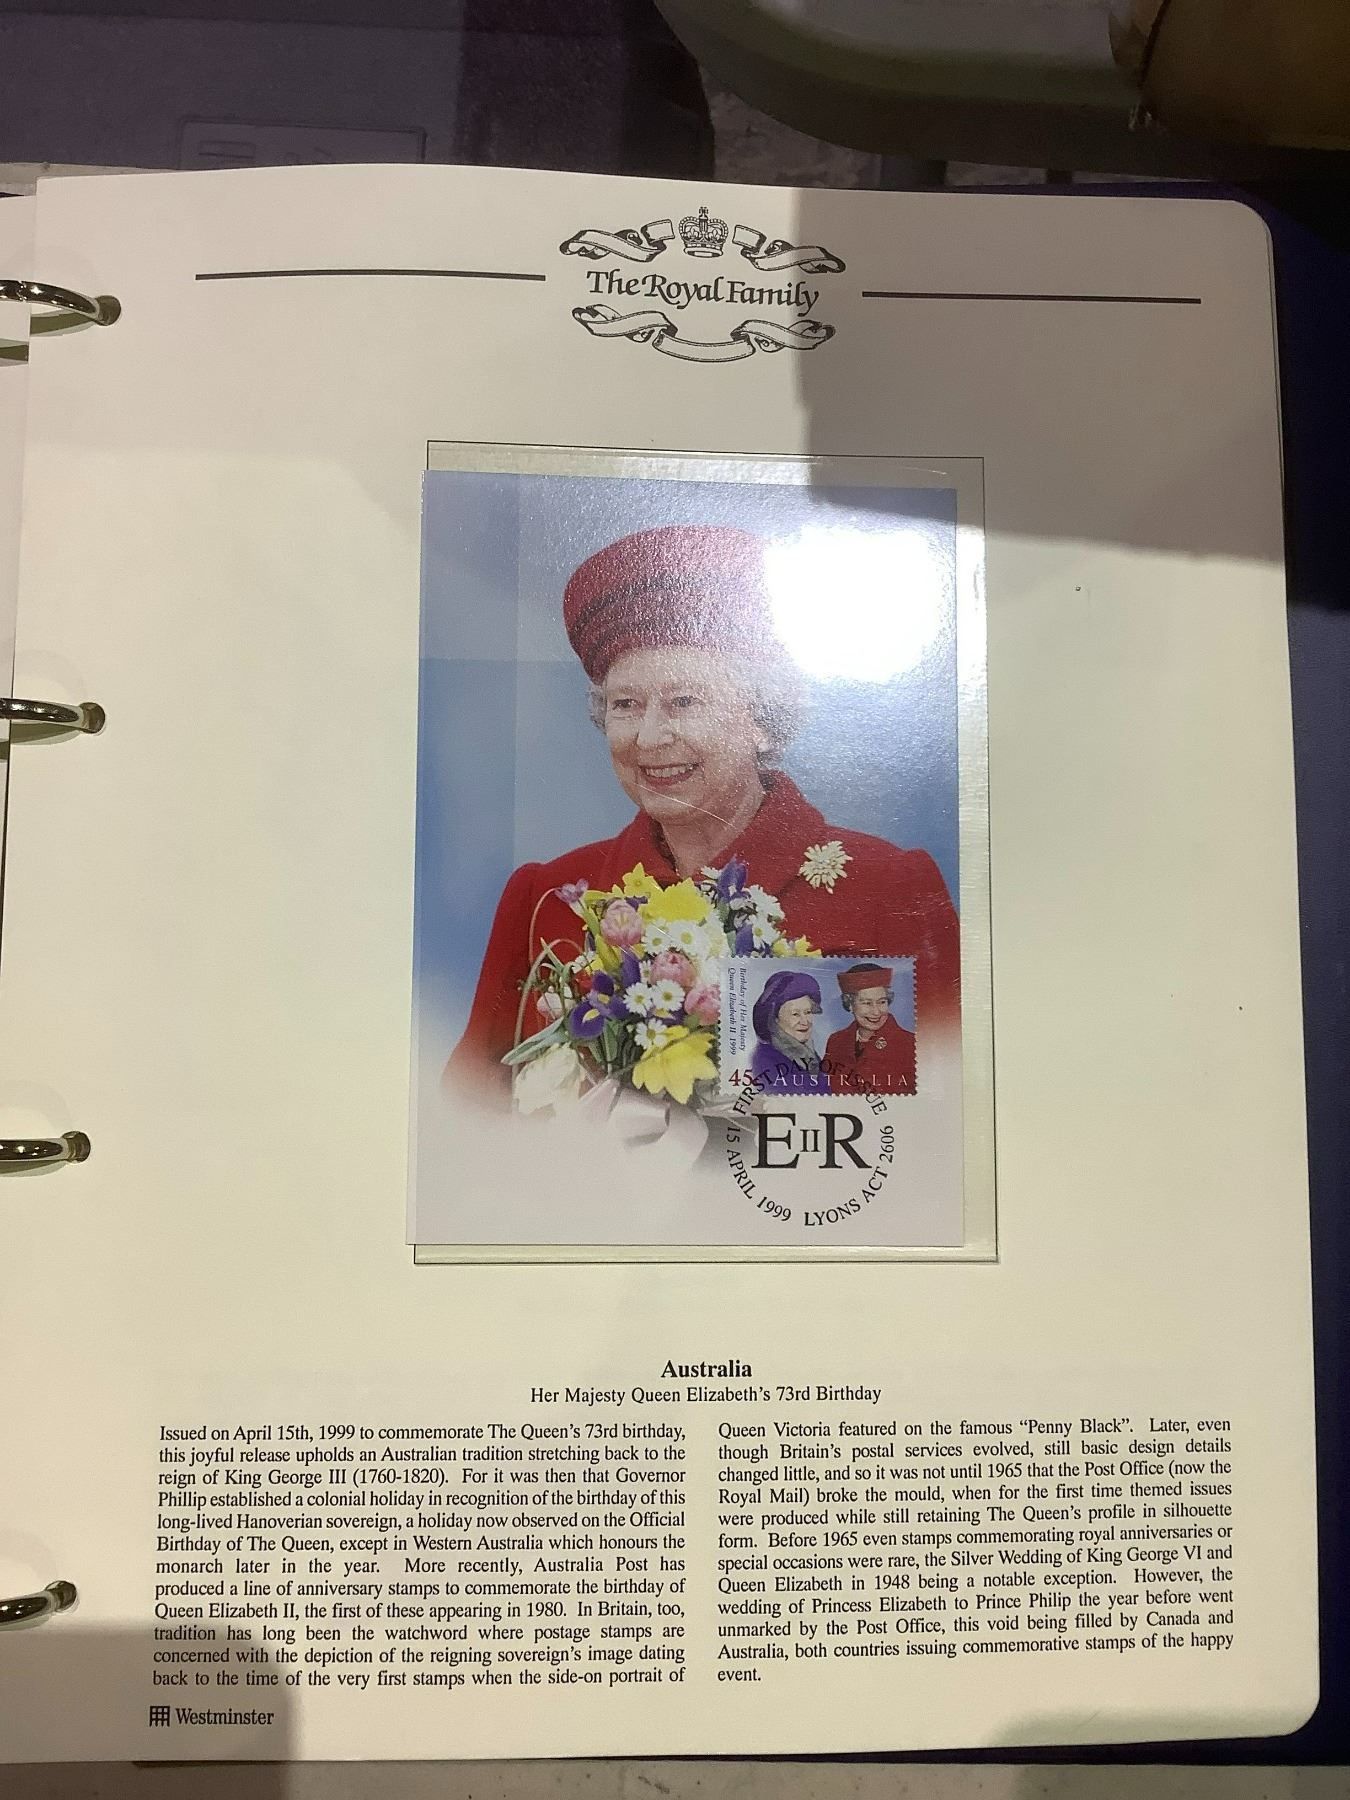 The Royal Family
Birthday of Her Majesty
Queen Elizabeth II 1999
45c AUSTRALIA
FIRST DAY OF ISSUE
EIIR
15 APRIL 1999 LYONS ACT 2606
Australia
Her Majesty Queen Elizabeth's 73rd Birthday
Issued on April 15th, 1999 to commemorate The Queen's 73rd birthday,
this joyful release upholds an Australian tradition stretching back to the
reign of King George III (1760-1820). For it was then that Governor
Phillip established a colonial holiday in recognition of the birthday of this
long-lived Hanoverian sovereign, a holiday now observed on the Official
Birthday of The Queen, except in Western Australia which honours the
monarch later in the year. More recently, Australia Post has
produced a line of anniversary stamps to commemorate the birthday of
Queen Elizabeth II, the first of these appearing in 1980. In Britain, too,
tradition has long been the watchword where postage stamps are
concerned with the depiction of the reigning sovereign's image dating
back to the time of the very first stamps when the side-on portrait of
Queen Victoria featured on the famous "Penny Black". Later, even
though Britain's postal services evolved, still basic design details
changed little, and so it was not until 1965 that the Post Office (now the
Royal Mail) broke the mould, when for the first time themed issues
were produced while still retaining The Queen's profile in silhouette
form. Before 1965 even stamps commemorating royal anniversaries or
special occasions were rare, the Silver Wedding of King George VI and
Queen Elizabeth in 1948 being a notable exception. However, the
wedding of Princess Elizabeth to Prince Philip the year before went
unmarked by the Post Office, this void being filled by Canada and
Australia, both countries issuing commemorative stamps of the happy
event.
Westminster